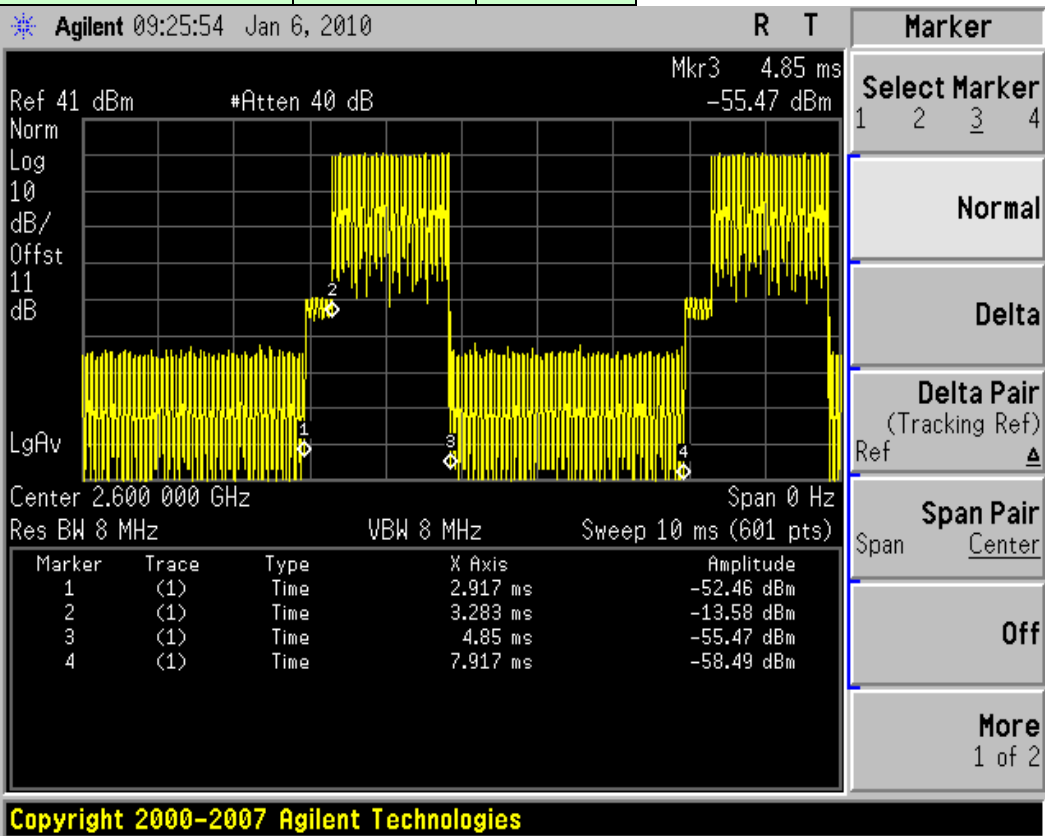 Agilent 09:25:54 Jan 6, 2010 R T
Mkr3 4.85 ms
Ref 41 dBm #Atten 40 dB -55.47 dBm
Norm
Log
10
dB/
Offst
11
dB
LgAv
2
1
3
4
Center 2.600 000 GHz Span 0 Hz
Res BW 8 MHz VBW 8 MHz Sweep 10 ms (601 pts)
Marker Trace Type X Axis Amplitude
1 (1) Time 2.917 ms -52.46 dBm
2 (1) Time 3.283 ms -13.58 dBm
3 (1) Time 4.85 ms -55.47 dBm
4 (1) Time 7.917 ms -58.49 dBm
Marker
Select Marker
1 2 3 4
Normal
Delta
Delta Pair
(Tracking Ref)
Ref Δ
Span Pair
Span Center
Off
More
1 of 2
Copyright 2000-2007 Agilent Technologies